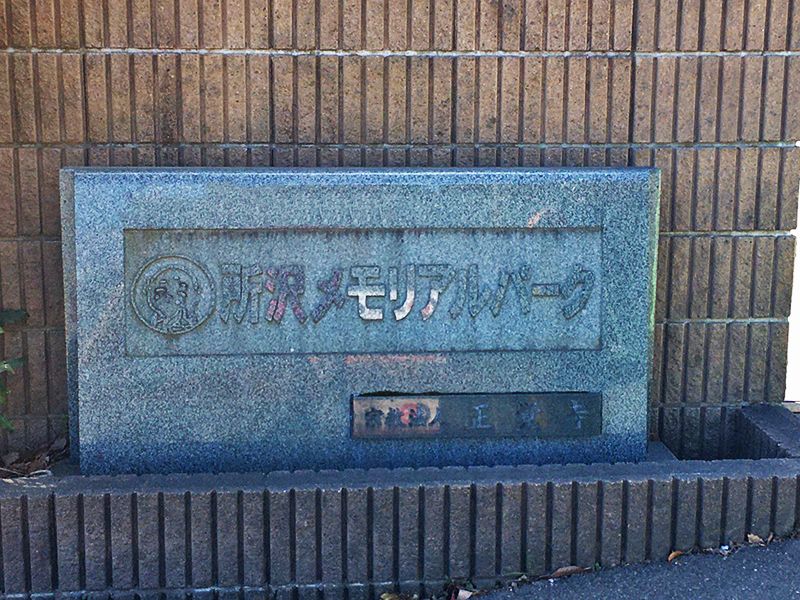 所沢メモリアルパーク
宗教法人 正覚寺